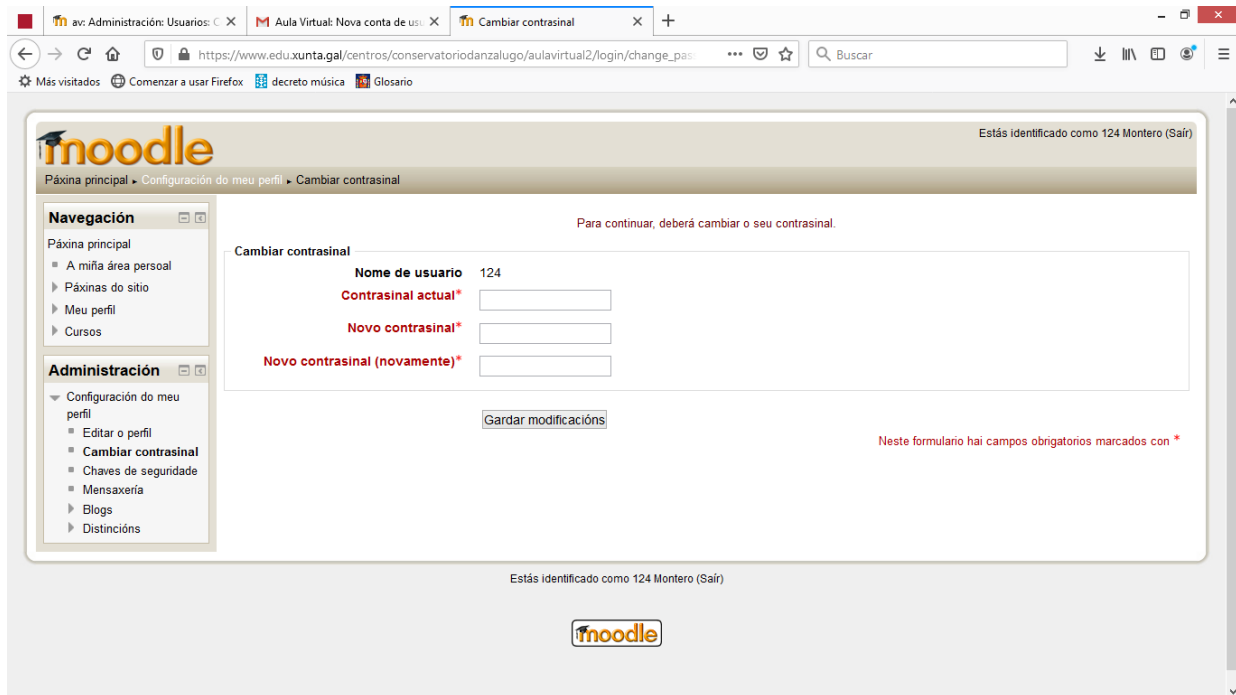 av: Administración: Usuarios: C
Aula Virtual: Nova conta de usu
Cambiar contrasinal
https://www.edu.xunta.gal/centros/conservatoriodanzalugo/aulavirtual2/login/change_pas
Buscar
Más visitados
Comenzar a usar Firefox
decreto música
Glosario
moodle
Estás identificado como 124 Montero (Saír)
Páxina principal ► Configuración do meu perfil ► Cambiar contrasinal
Navegación
Páxina principal
A miña área persoal
Páxinas do sitio
Meu perfil
Cursos
Administración
Configuración do meu
perfil
Editar o perfil
Cambiar contrasinal
Chaves de seguridade
Mensaxería
Blogs
Distincións
Para continuar, deberá cambiar o seu contrasinal.
Cambiar contrasinal
Nome de usuario 124
Contrasinal actual*
Novo contrasinal*
Novo contrasinal (novamente)*
Gardar modificacións
Neste formulario hai campos obrigatorios marcados con *
Estás identificado como 124 Montero (Saír)
moodle